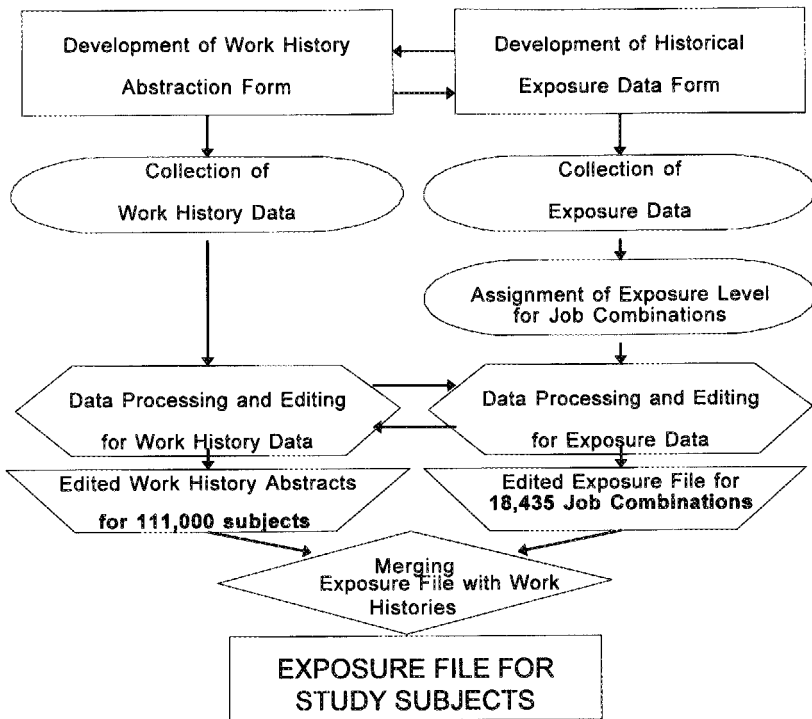 Development of Work History
Abstraction Form
Development of Historical
Exposure Data Form
Collection of
Work History Data
Collection of
Exposure Data
Assignment of Exposure Level
for Job Combinations
Data Processing and Editing
for Work History Data
Data Processing and Editing
for Exposure Data
Edited Work History Abstracts
for 111,000 subjects
Edited Exposure File for
18,435 Job Combinations
Merging
Exposure File with Work
Histories
EXPOSURE FILE FOR
STUDY SUBJECTS